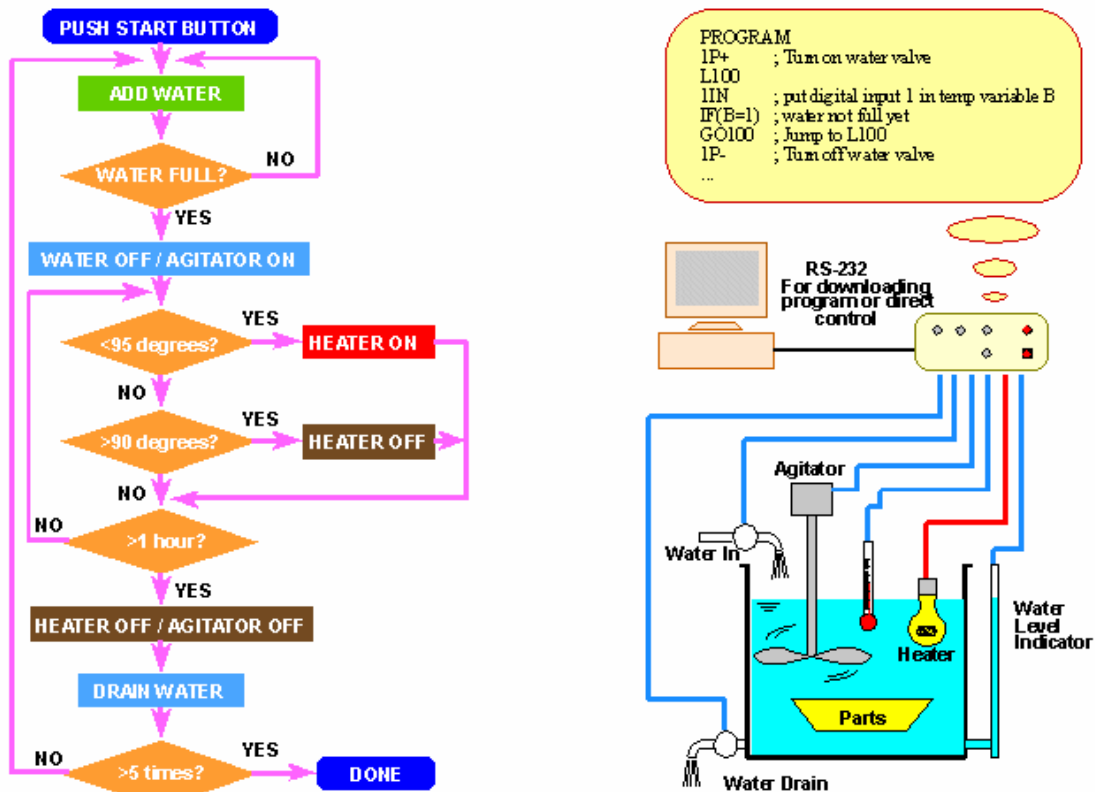 PUSH START BUTTON
ADD WATER
WATER FULL?
NO
YES
WATER OFF / AGITATOR ON
<95 degrees?
YES
HEATER ON
NO
>90 degrees?
YES
HEATER OFF
NO
>1 hour?
NO
YES
HEATER OFF / AGITATOR OFF
DRAIN WATER
>5 times?
NO
YES
DONE
PROGRAM
1P+ ; Turn on water valve
L100
1IN ; put digital input 1 in temp variable B
IF(B=1) ; water not full yet
GO100 ; Jump to L100
1P- ; Turn off water valve
...
RS-232
For downloading
program or direct
control
Agitator
Water In
Water
Level
Indicator
Heater
Parts
Water Drain